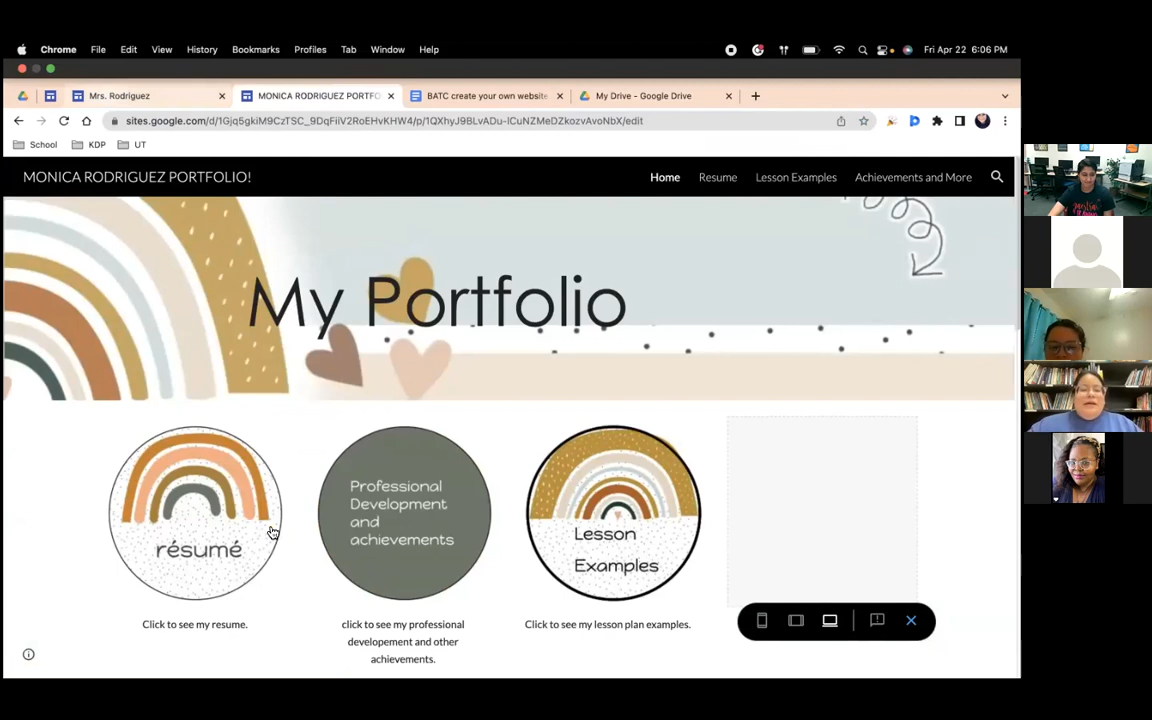 Chrome File Edit View History Bookmarks Profiles Tab Window Help Fri Apr 22 6:06 PM
Mrs. Rodriguez MONICA RODRIGUEZ PORTFO BATC create your own website My Drive - Google Drive
sites.google.com/d/1Gjq5gkiM9CzTSC_9DqFiiV2RoEHvKHW4/p/1QXhyJ9BLvADu-ICuNZMeDZkozvAvoNbX/edit
School KDP UT
MONICA RODRIGUEZ PORTFOLIO! Home Resume Lesson Examples Achievements and More
My Portfolio
résumé
Professional
Development
and
achievements
Lesson
Examples
Click to see my resume.
click to see my professional
developement and other
achievements.
Click to see my lesson plan examples.